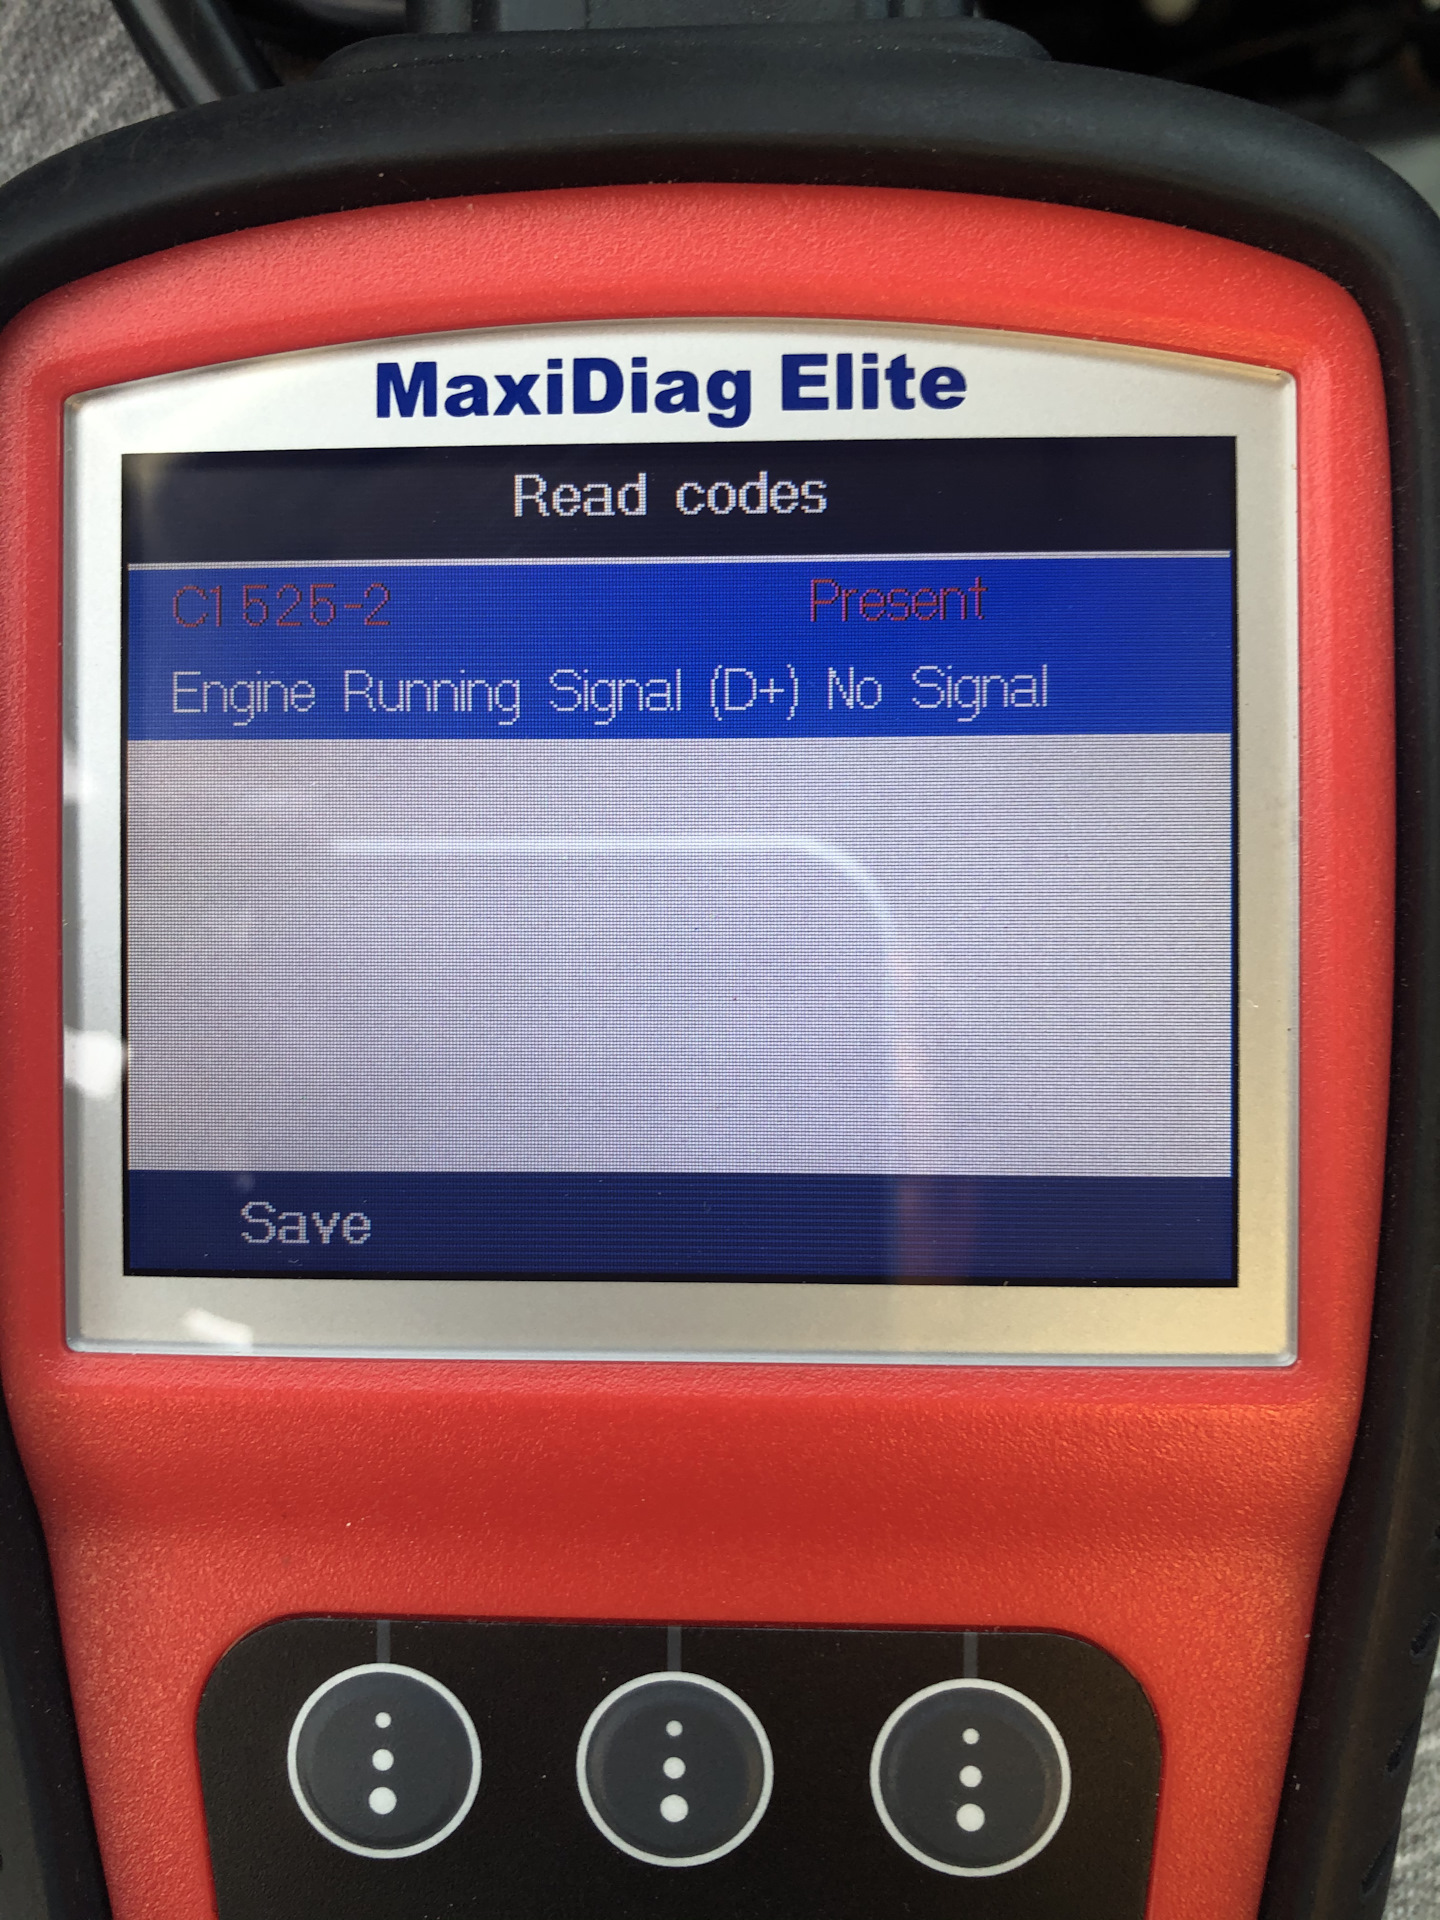 MaxiDiag Elite
Read codes
C1525-2 Present
Engine Running Signal (D+) No Signal
Save